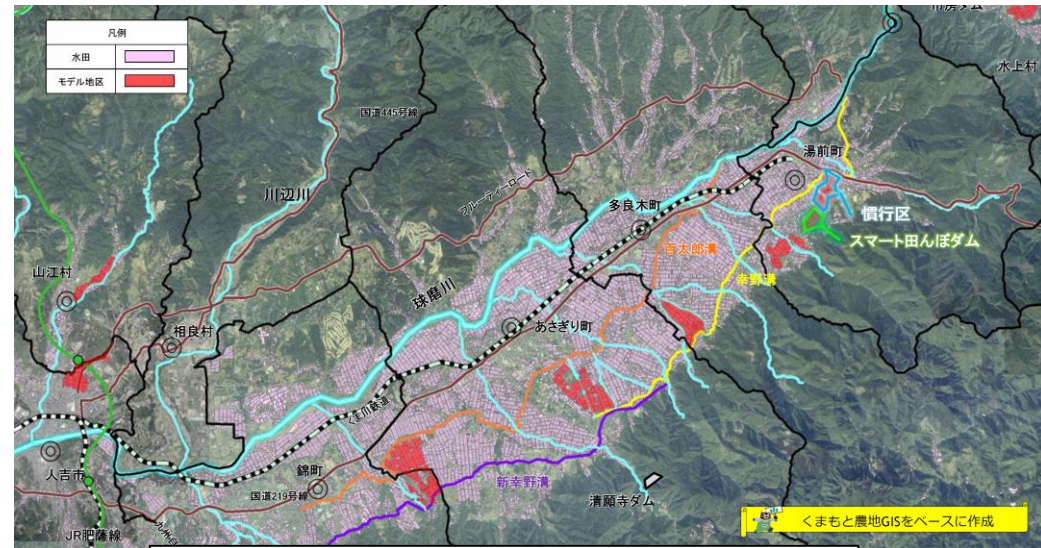 凡例
水田
モデル地区
市房ダム
水上村
国道445号線
湯前町
川辺川
フルーティーロード
多良木町
慣行区
スマート田んぼダム
百太郎溝
幸野溝
山江村
球磨川
相良村
あさぎり町
くま川鉄道
錦町
人吉市
国道219号線
新幸野溝
清願寺ダム
JR肥薩線
くまもと農地GISをベースに作成